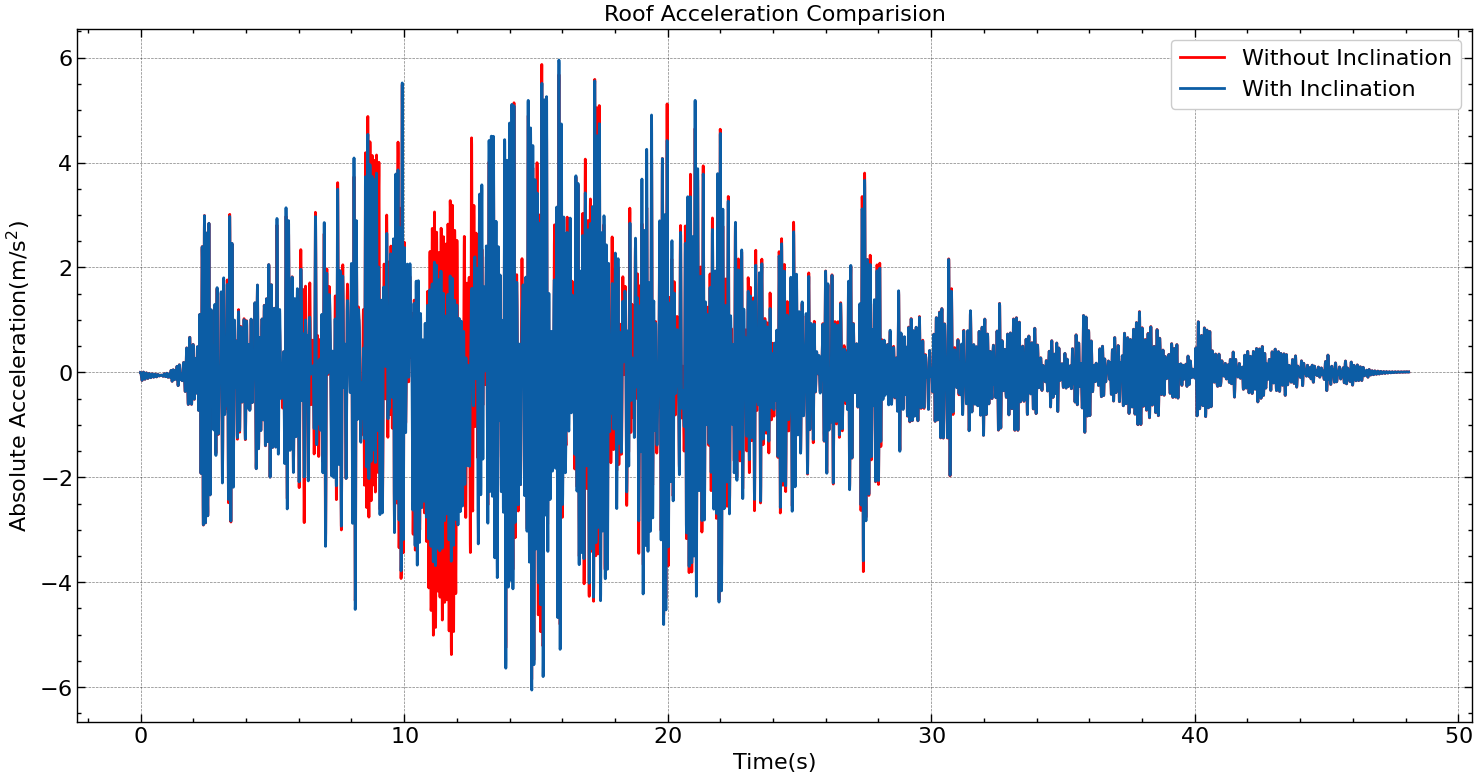 Roof Acceleration Comparision
Without Inclination
With Inclination
Absolute Acceleration(m/s²)
6
4
2
0
−2
−4
−6
0 10 20 30 40 50
Time(s)